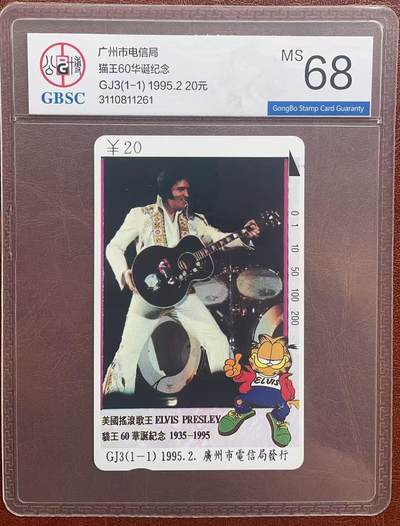 GBSC
广州市电信局
猫王60华诞纪念
GJ3(1-1) 1995.2 20元
3110811261
MS 68
GongBo Stamp Card Guaranty
￥20
0
1
10
50
100
200
ELVIS
美國搖滾歌王 ELVIS PRESLEY
貓王 60 華誕紀念 1935-1995
GJ3(1-1) 1995.2. 廣州市電信局發行